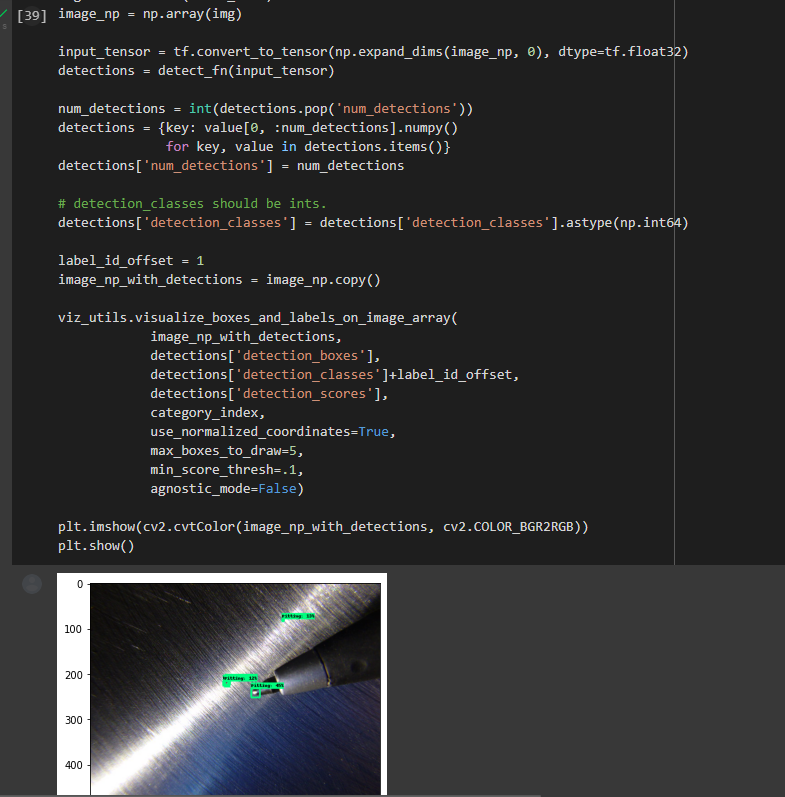 [39] image_np = np.array(img)
input_tensor = tf.convert_to_tensor(np.expand_dims(image_np, 0), dtype=tf.float32)
detections = detect_fn(input_tensor)
num_detections = int(detections.pop('num_detections'))
detections = {key: value[0, :num_detections].numpy()
for key, value in detections.items()}
detections['num_detections'] = num_detections
# detection_classes should be ints.
detections['detection_classes'] = detections['detection_classes'].astype(np.int64)
label_id_offset = 1
image_np_with_detections = image_np.copy()
viz_utils.visualize_boxes_and_labels_on_image_array(
image_np_with_detections,
detections['detection_boxes'],
detections['detection_classes']+label_id_offset,
detections['detection_scores'],
category_index,
use_normalized_coordinates=True,
max_boxes_to_draw=5,
min_score_thresh=.1,
agnostic_mode=False)
plt.imshow(cv2.cvtColor(image_np_with_detections, cv2.COLOR_BGR2RGB))
plt.show()
0
100
Pitting:
200
Pitting: 12%
Pitting:
300
400